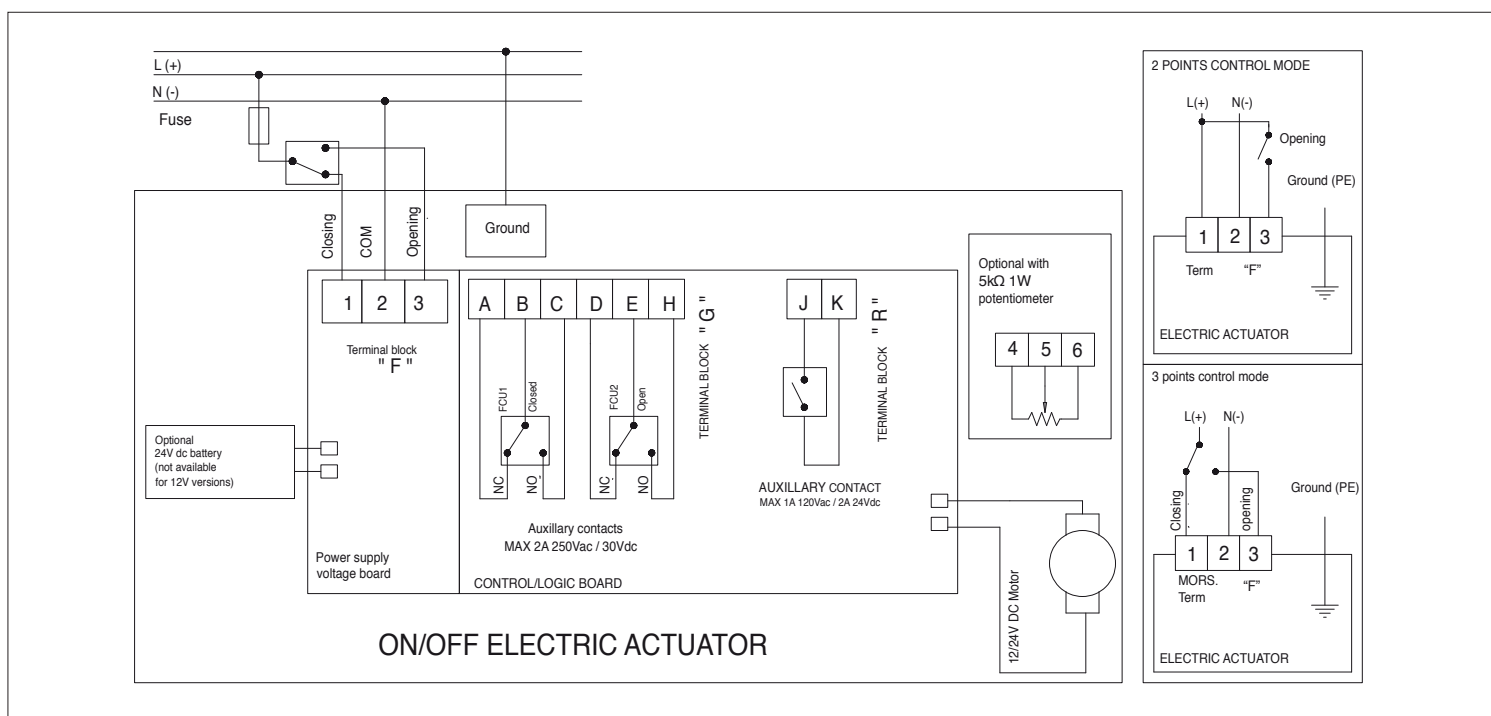 L (+)
N (-)
Fuse
Closing
COM
Opening
Ground
1 2 3
Terminal block
" F "
A B C D E H
TERMINAL BLOCK " G "
FCU1
Closed
FCU2
Open
NC
NO
NC
NO
Auxillary contacts
MAX 2A 250Vac / 30Vdc
J K
TERMINAL BLOCK " R "
AUXILLARY CONTACT
MAX 1A 120Vac / 2A 24Vdc
Optional with
5kΩ 1W
potentiometer
4 5 6
Optional
24V dc battery
(not available
for 12V versions)
Power supply
voltage board
CONTROL/LOGIC BOARD
12/24V DC Motor
ON/OFF ELECTRIC ACTUATOR
2 POINTS CONTROL MODE
L(+) N(-)
Opening
Ground (PE)
1 2 3
Term "F"
ELECTRIC ACTUATOR
3 points control mode
L(+) N(-)
Ground (PE)
Closing
opening
1 2 3
MORS.
Term "F"
ELECTRIC ACTUATOR